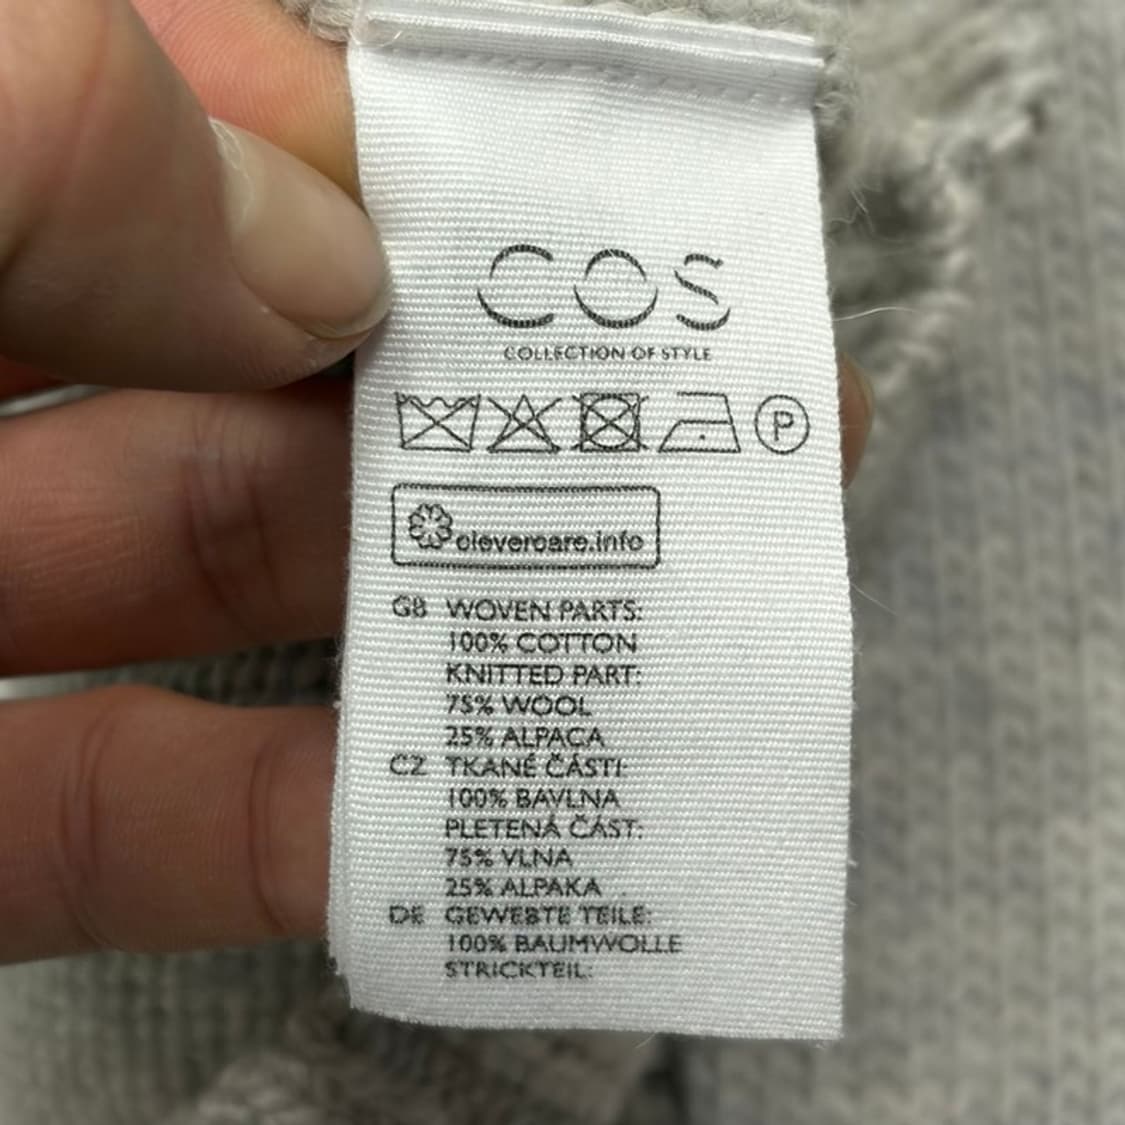 COS
COLLECTION OF STYLE
P
clevercare.info
GB WOVEN PARTS:
100% COTTON
KNITTED PART:
75% WOOL
25% ALPACA
CZ TKANÉ ČÁSTI:
100% BAVLNA
PLETENÁ ČÁST:
75% VLNA
25% ALPAKA
DE GEWEBTE TEILE:
100% BAUMWOLLE
STRICKTEIL: